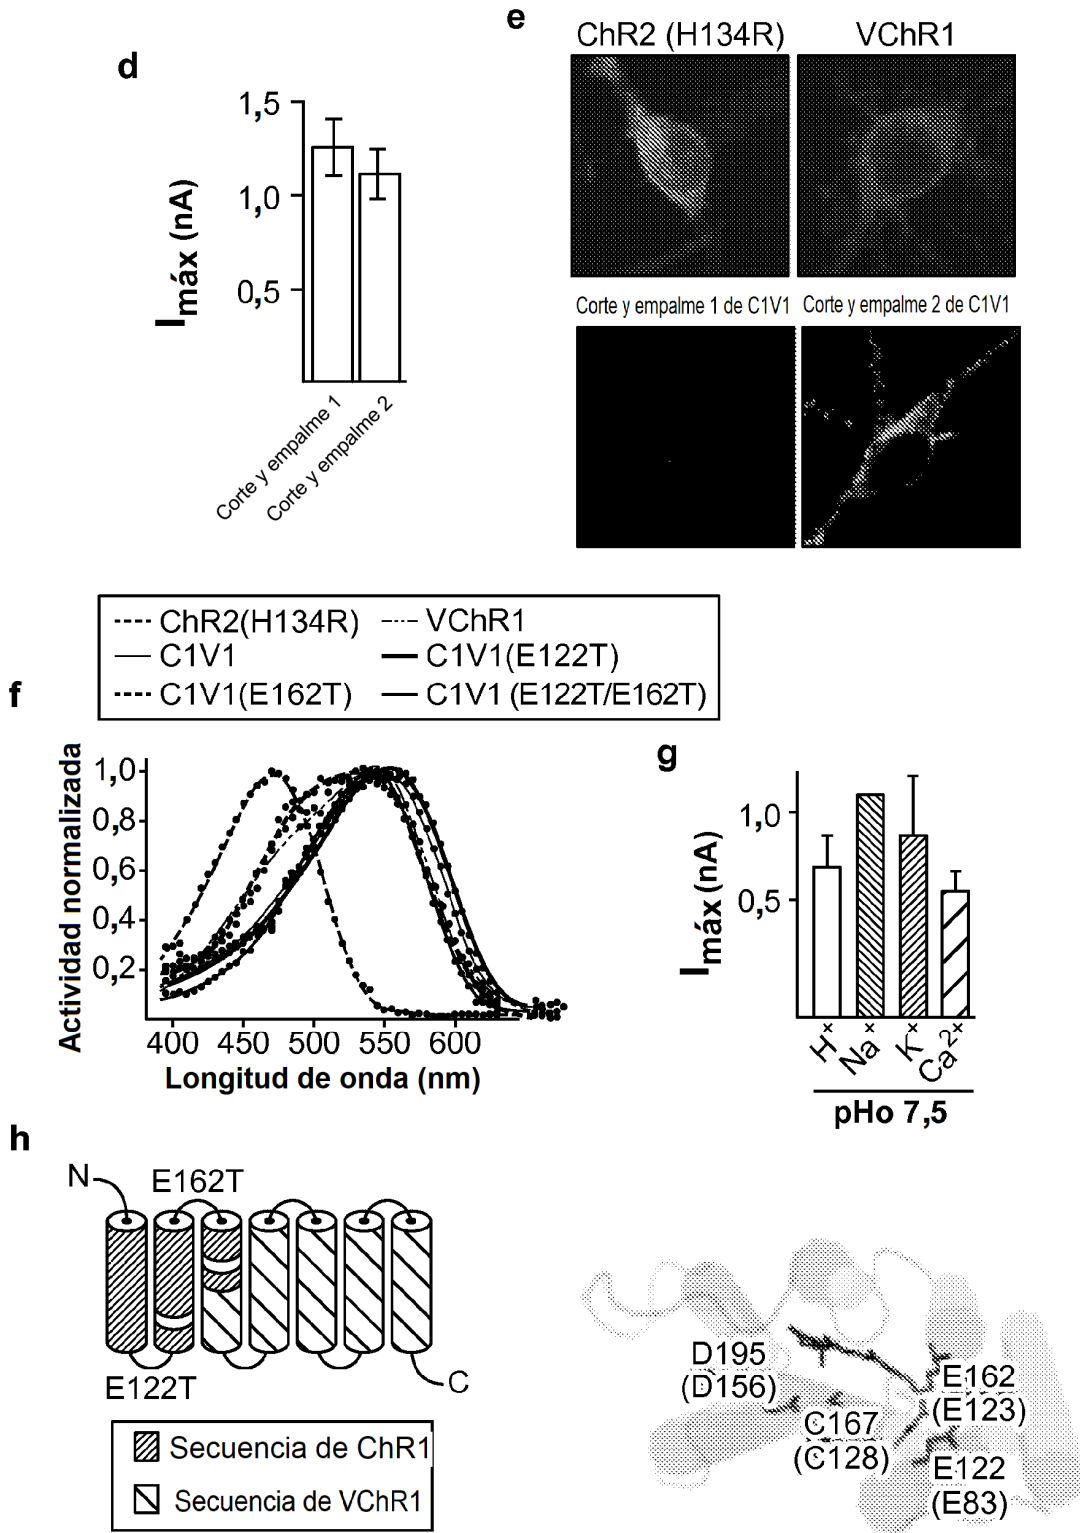 d
1,5
1,0
0,5
Imáx (nA)
Corte y empalme 1
Corte y empalme 2
e
ChR2 (H134R)
VChR1
Corte y empalme 1 de C1V1
Corte y empalme 2 de C1V1
f
ChR2(H134R)
VChR1
C1V1
C1V1(E122T)
C1V1(E162T)
C1V1 (E122T/E162T)
Actividad normalizada
1,0
0,8
0,6
0,4
0,2
400 450 500 550 600
Longitud de onda (nm)
g
Imáx (nA)
1,0
0,5
H+
Na+
K+
Ca2+
pHo 7,5
h
N
E162T
E122T
C
Secuencia de ChR1
Secuencia de VChR1
D195
(D156)
E162
(E123)
C167
(C128)
E122
(E83)